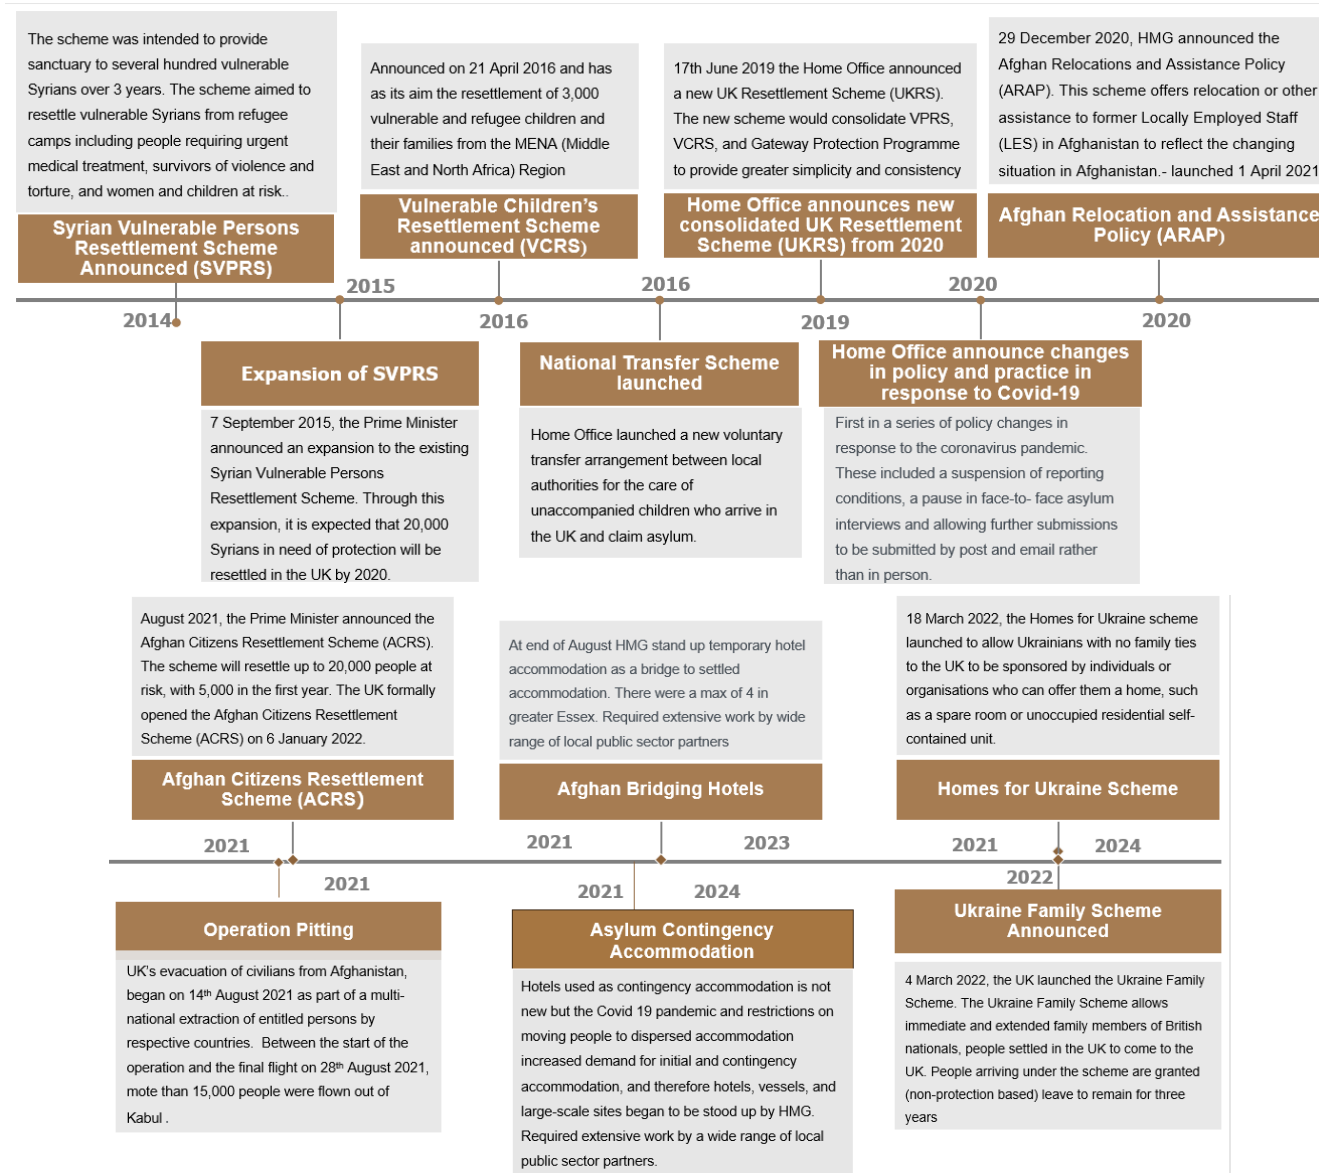 The scheme was intended to provide
sanctuary to several hundred vulnerable
Syrians over 3 years. The scheme aimed to
resettle vulnerable Syrians from refugee
camps including people requiring urgent
medical treatment, survivors of violence and
torture, and women and children at risk..
Syrian Vulnerable Persons
Resettlement Scheme
Announced (SVPRS)
2014
2015
Expansion of SVPRS
7 September 2015, the Prime Minister
announced an expansion to the existing
Syrian Vulnerable Persons
Resettlement Scheme. Through this
expansion, it is expected that 20,000
Syrians in need of protection will be
resettled in the UK by 2020.
Announced on 21 April 2016 and has
as its aim the resettlement of 3,000
vulnerable and refugee children and
their families from the MENA (Middle
East and North Africa) Region
Vulnerable Children's
Resettlement Scheme
announced (VCRS)
2016
2016
National Transfer Scheme
launched
Home Office launched a new voluntary
transfer arrangement between local
authorities for the care of
unaccompanied children who arrive in
the UK and claim asylum.
17th June 2019 the Home Office announced
a new UK Resettlement Scheme (UKRS).
The new scheme would consolidate VPRS,
VCRS, and Gateway Protection Programme
to provide greater simplicity and consistency
Home Office announces new
consolidated UK Resettlement
Scheme (UKRS) from 2020
2019
2020
Home Office announce changes
in policy and practice in
response to Covid-19
First in a series of policy changes in
response to the coronavirus pandemic.
These included a suspension of reporting
conditions, a pause in face-to- face asylum
interviews and allowing further submissions
to be submitted by post and email rather
than in person.
29 December 2020, HMG announced the
Afghan Relocations and Assistance Policy
(ARAP). This scheme offers relocation or other
assistance to former Locally Employed Staff
(LES) in Afghanistan to reflect the changing
situation in Afghanistan.- launched 1 April 2021
Afghan Relocation and Assistance
Policy (ARAP)
2020
August 2021, the Prime Minister announced the
Afghan Citizens Resettlement Scheme (ACRS).
The scheme will resettle up to 20,000 people at
risk, with 5,000 in the first year. The UK formally
opened the Afghan Citizens Resettlement
Scheme (ACRS) on 6 January 2022.
Afghan Citizens Resettlement
Scheme (ACRS)
2021
2021
Operation Pitting
UK's evacuation of civilians from Afghanistan,
began on 14th August 2021 as part of a multi-
national extraction of entitled persons by
respective countries. Between the start of the
operation and the final flight on 28th August 2021,
mote than 15,000 people were flown out of
Kabul .
At end of August HMG stand up temporary hotel
accommodation as a bridge to settled
accommodation. There were a max of 4 in
greater Essex. Required extensive work by wide
range of local public sector partners
Afghan Bridging Hotels
2021 2023
2021 2024
Asylum Contingency
Accommodation
Hotels used as contingency accommodation is not
new but the Covid 19 pandemic and restrictions on
moving people to dispersed accommodation
increased demand for initial and contingency
accommodation, and therefore hotels, vessels, and
large-scale sites began to be stood up by HMG.
Required extensive work by a wide range of local
public sector partners.
18 March 2022, the Homes for Ukraine scheme
launched to allow Ukrainians with no family ties
to the UK to be sponsored by individuals or
organisations who can offer them a home, such
as a spare room or unoccupied residential self-
contained unit.
Homes for Ukraine Scheme
2021 2024
2022
Ukraine Family Scheme
Announced
4 March 2022, the UK launched the Ukraine Family
Scheme. The Ukraine Family Scheme allows
immediate and extended family members of British
nationals, people settled in the UK to come to the
UK. People arriving under the scheme are granted
(non-protection based) leave to remain for three
years